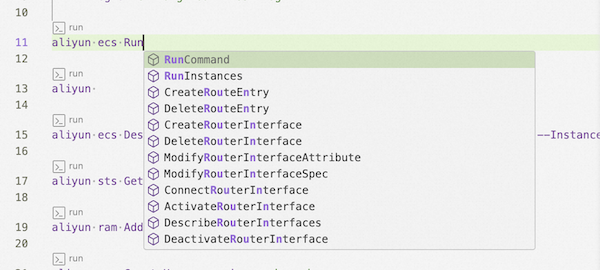 10
run
11 aliyun·ecs·Run
RunCommand
12
RunInstances
run
CreateRouteEntry
13 aliyun·
DeleteRouteEntry
14
CreateRouterInterface
run
DeleteRouterInterface
15 aliyun·ecs·Des --Instance
ModifyRouterInterfaceAttribute
16
ModifyRouterInterfaceSpec
run
17 aliyun·sts·Get
ConnectRouterInterface
18
ActivateRouterInterface
run
DescribeRouterInterfaces
19 aliyun·ram·Add
DeactivateRouterInterface
20
run